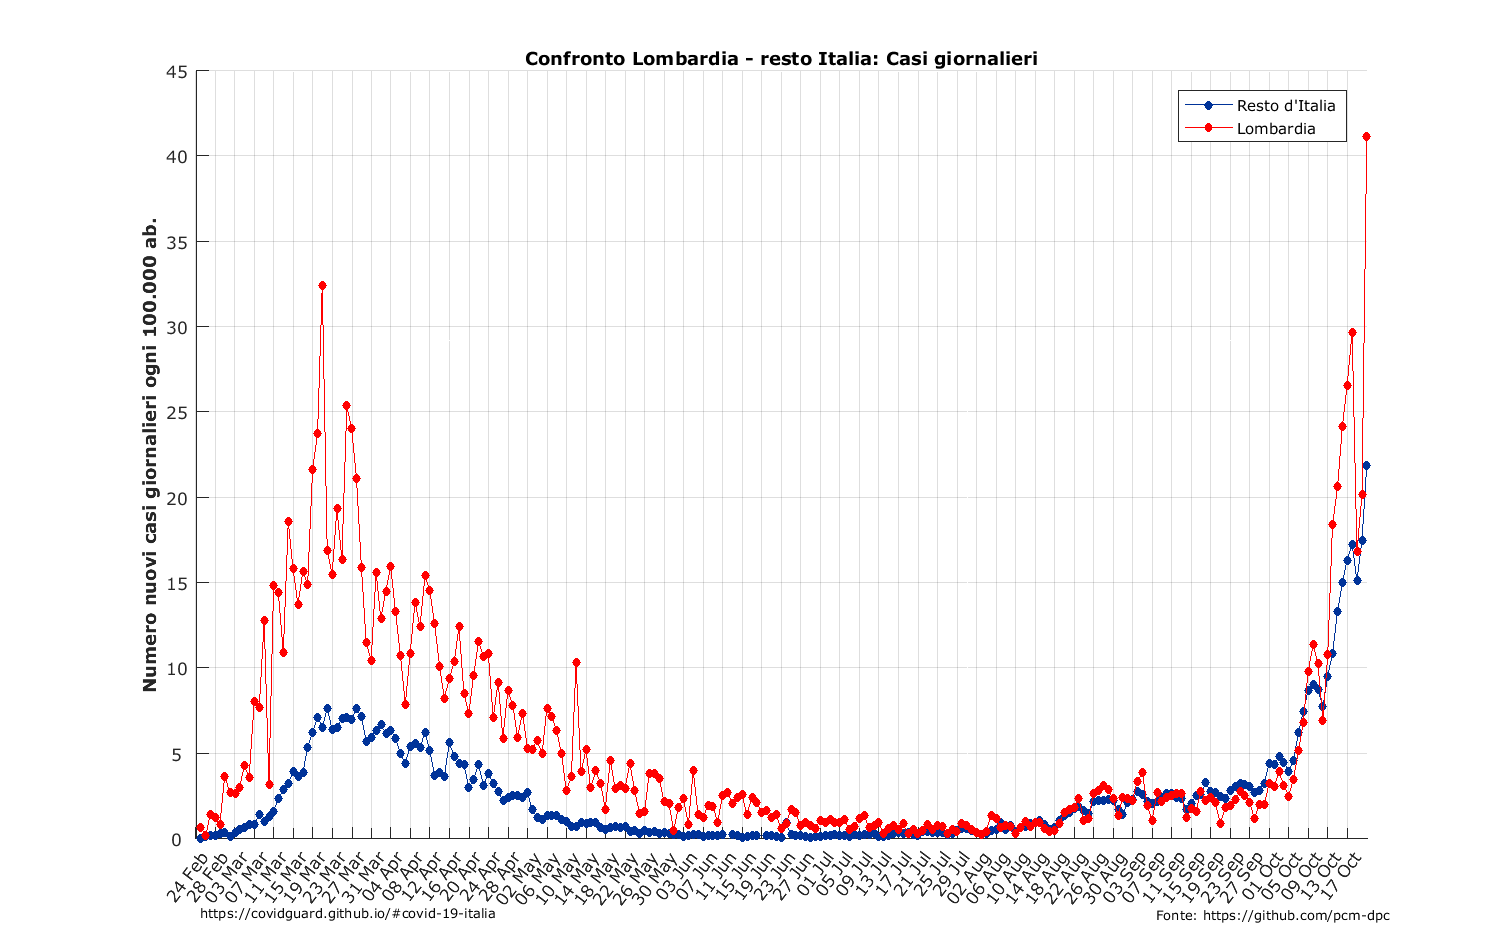 Confronto Lombardia - resto Italia: Casi giornalieri
Resto d'Italia
Lombardia
Numero nuovi casi giornalieri ogni 100.000 ab.
45
40
35
30
25
20
15
10
5
0
24 Feb
28 Feb
03 Mar
07 Mar
11 Mar
15 Mar
19 Mar
23 Mar
27 Mar
31 Mar
04 Apr
08 Apr
12 Apr
16 Apr
20 Apr
24 Apr
28 Apr
02 May
06 May
10 May
14 May
18 May
22 May
26 May
30 May
03 Jun
07 Jun
11 Jun
15 Jun
19 Jun
23 Jun
27 Jun
01 Jul
05 Jul
09 Jul
13 Jul
17 Jul
21 Jul
25 Jul
29 Jul
02 Aug
06 Aug
10 Aug
14 Aug
18 Aug
22 Aug
26 Aug
30 Aug
03 Sep
07 Sep
11 Sep
15 Sep
19 Sep
23 Sep
27 Sep
01 Oct
05 Oct
09 Oct
13 Oct
17 Oct
https://covidguard.github.io/#covid-19-italia
Fonte: https://github.com/pcm-dpc